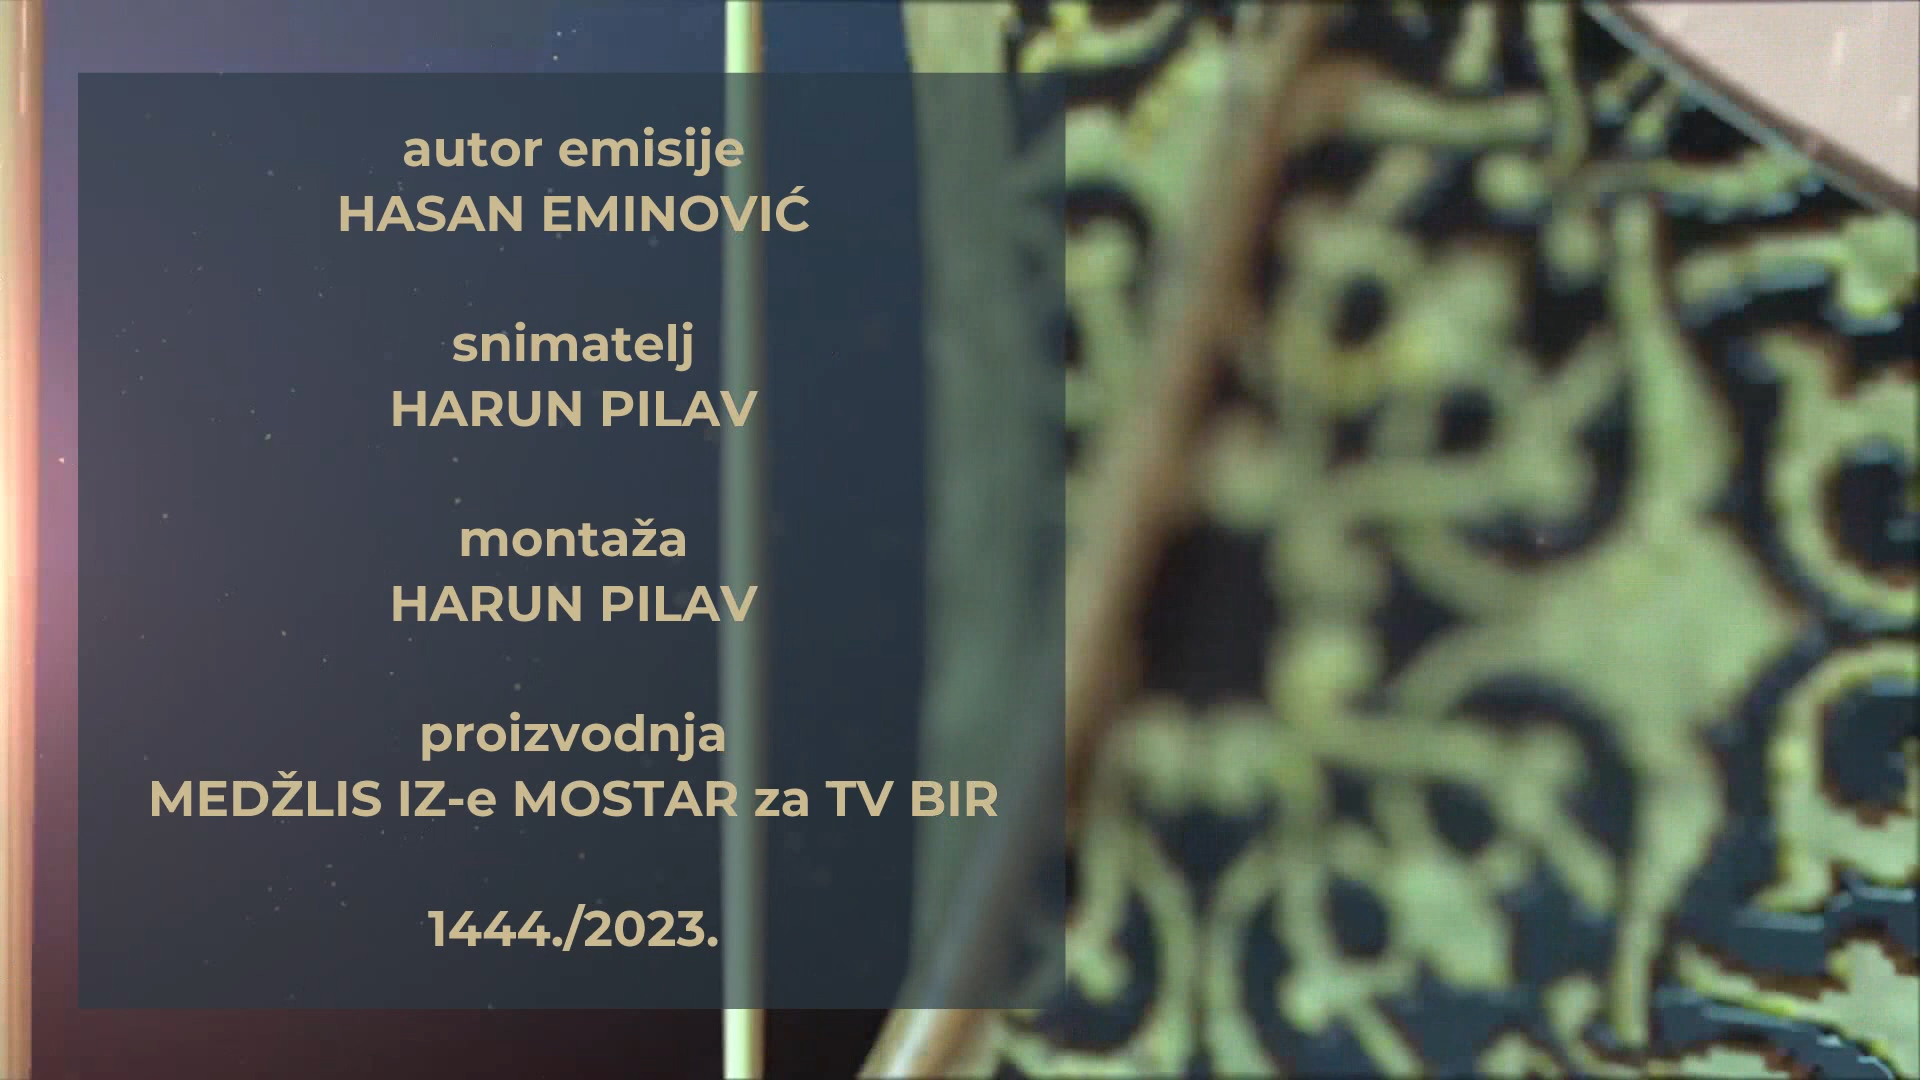 autor emisije
HASAN EMINOVIĆ
snimatelj
HARUN PILAV
montaža
HARUN PILAV
proizvodnja
MEDŽLIS IZ-e MOSTAR za TV BIR
1444./2023.